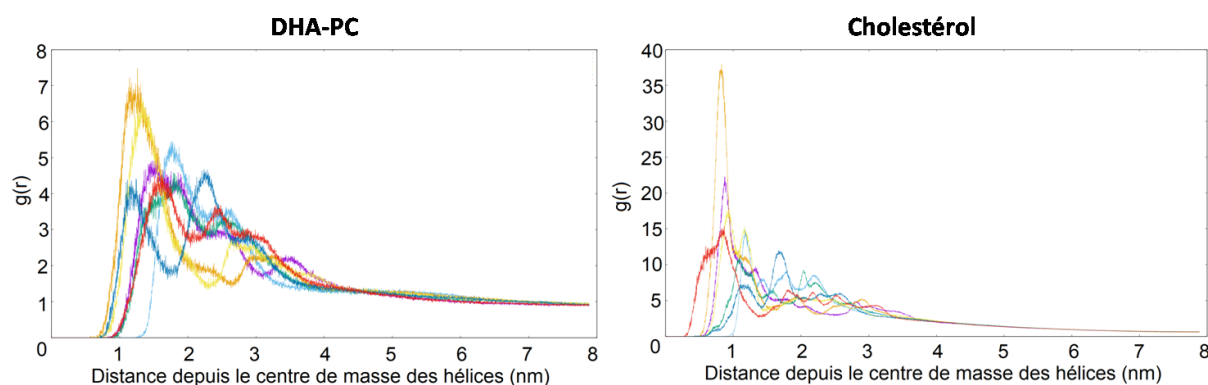 DHA-PC
8
7
6
5
4
3
2
1
0
g(r)
1 2 3 4 5 6 7 8
Distance depuis le centre de masse des hélices (nm)
Cholestérol
40
35
30
25
20
15
10
5
0
g(r)
1 2 3 4 5 6 7 8
Distance depuis le centre de masse des hélices (nm)